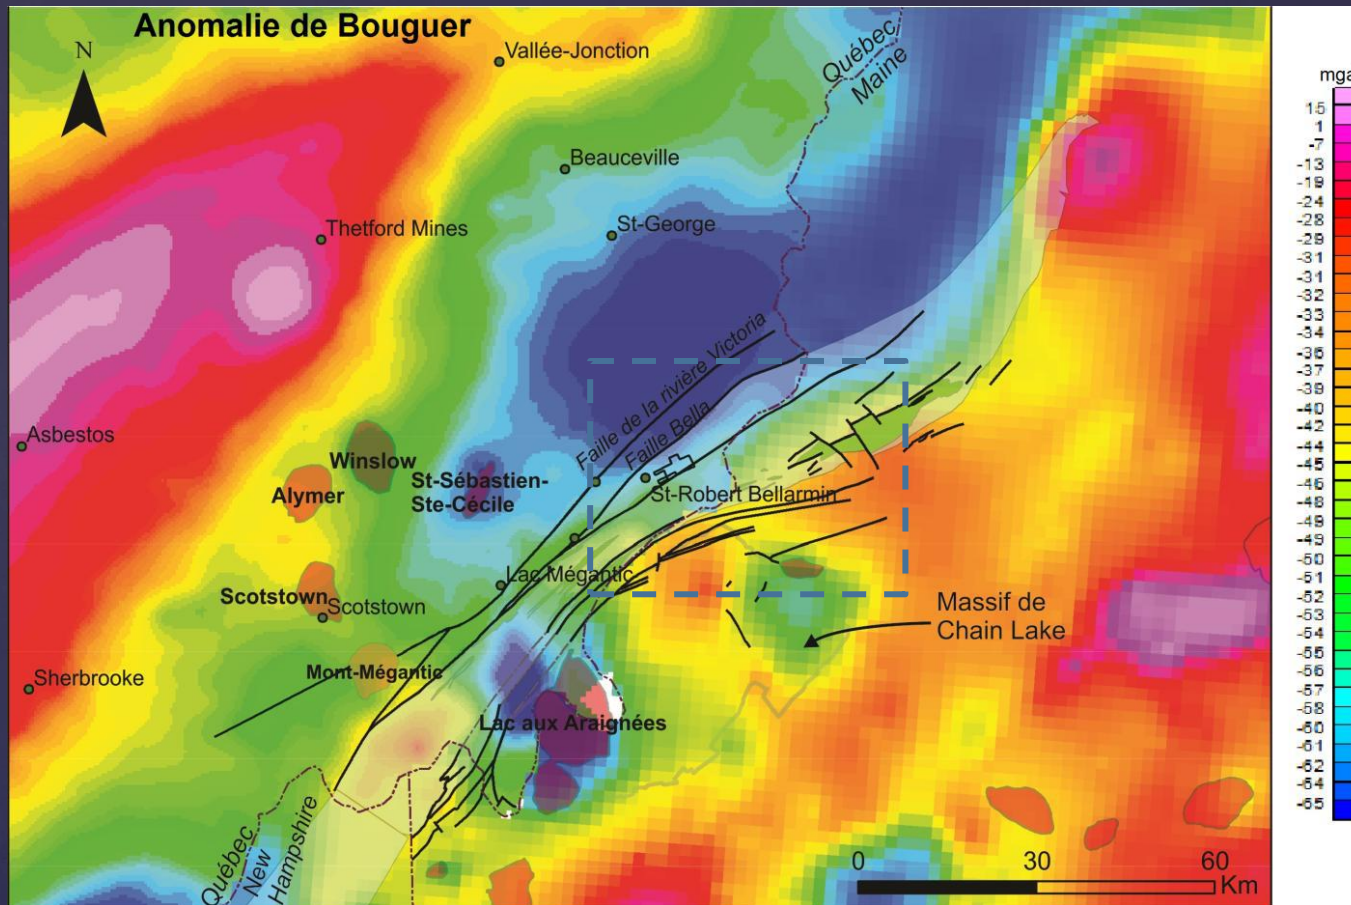 Anomalie de Bouguer
N
Vallée-Jonction
Québec
Maine
Beauceville
St-George
Thetford Mines
Faille de la rivière Victoria
Faille Bella
Asbestos
Winslow
Alymer
St-Sébastien-
Ste-Cécile
St-Robert Bellarmin
Lac Mégantic
Scotstown
Scotstown
Massif de
Chain Lake
Mont-Mégantic
Sherbrooke
Lac aux Araignées
Québec
New
Hampshire
0 30 60
Km
15
1
-7
-13
-19
-24
-28
-29
-31
-31
-32
-33
-34
-35
-37
-39
-40
-42
-44
-45
-46
-48
-49
-50
-51
-52
-53
-54
-55
-56
-57
-58
-60
-61
-62
-64
-65